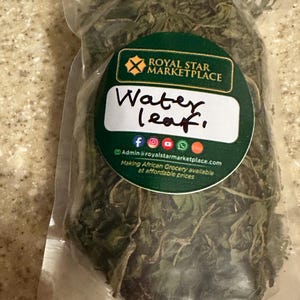 ROYAL STAR
MARKETPLACE
Water
leaf.
Admin@royalstarmarketplace.com
Making African Grocery available
at affordable prices